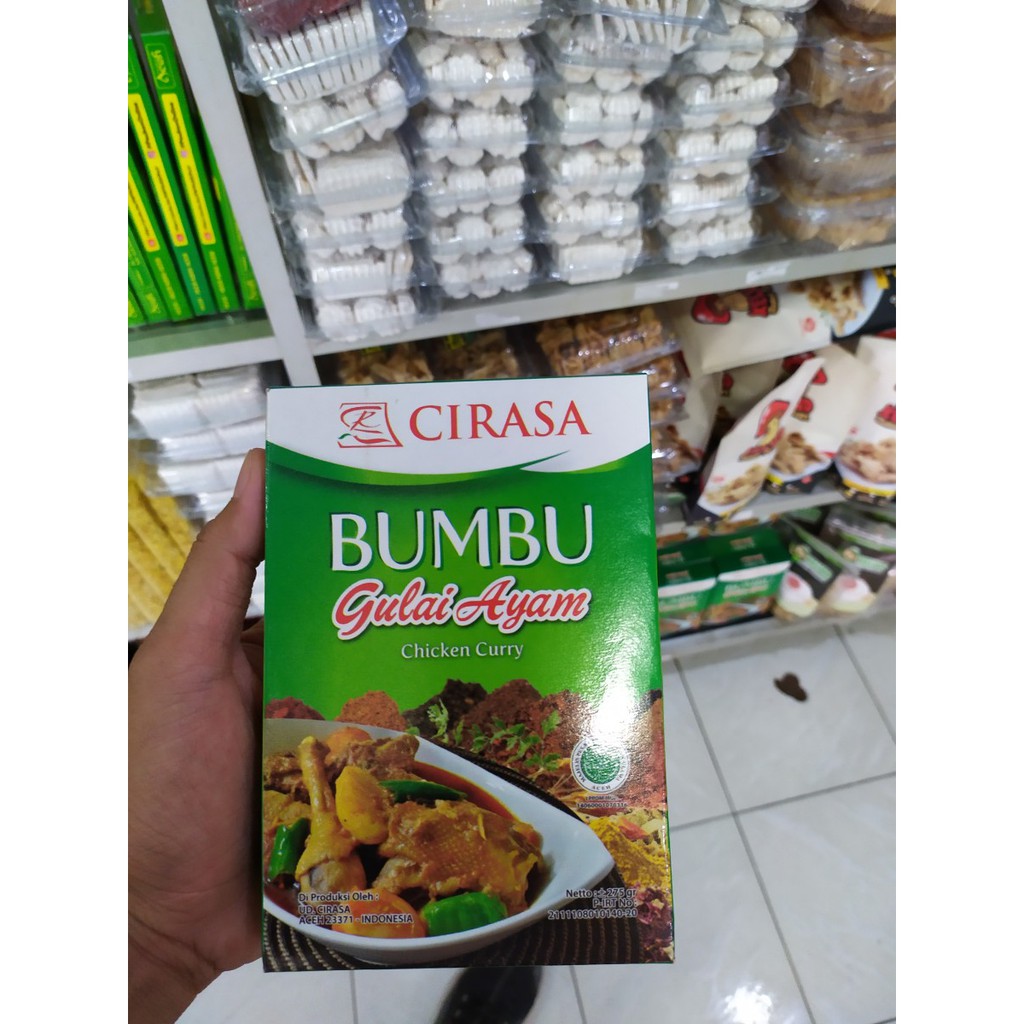 CIRASA
BUMBU
Gulai Ayam
Chicken Curry
ACEH
Di Produksi Oleh :
UD. CIRASA
ACEH 23371 - INDONESIA
Netto : ± 275 gr
P-IRT NO.
2111108010140-20